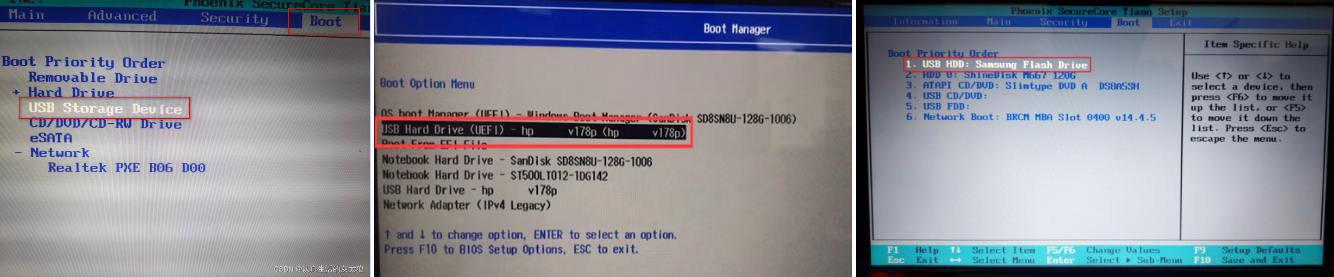 Phoenix SecureCore Tiano
Main Advanced Security Boot
Boot Priority Order
Removable Drive
+ Hard Drive
USB Storage Device
CD/DVD/CD-RW Drive
eSATA
- Network
Realtek PXE B06 D00
Boot Manager
Boot Option Menu
OS boot Manager (UEFI) - Windows Boot Manager (SanDisk SD8SN8U-128G-1006)
USB Hard Drive (UEFI) - hp v178p (hp v178p)
Boot From EFI File
Notebook Hard Drive - SanDisk SD8SN8U-128G-1006
Notebook Hard Drive - ST500LT012-1DG142
USB Hard Drive - hp v178p
Network Adapter (IPv4 Legacy)
↑ and ↓ to change option, ENTER to select an option.
Press F10 to BIOS Setup Options, ESC to exit.
Phoenix SecureCore Tiano Setup
Information Main Security Boot Exit
Boot Priority Order
1. USB HDD: Samsung Flash Drive
2. HDD 0: ShineDisk M667 120G
3. ATAPI CD/DVD: Slimtype DVD A DS8A5SH
4. USB CD/DVD:
5. USB FDD:
6. Network Boot: BRCM MBA Slot 0400 v14.4.5
Item Specific Help
Use <↑> or <↓> to
select a device, then
press <F6> to move it
up the list, or <F5>
to move it down the
list. Press <Esc> to
escape the menu.
F1 Help ↑↓ Select Item F5/F6 Change Values F9 Setup Defaults
Esc Exit ↔ Select Menu Enter Select ▸ Sub-Menu F10 Save and Exit